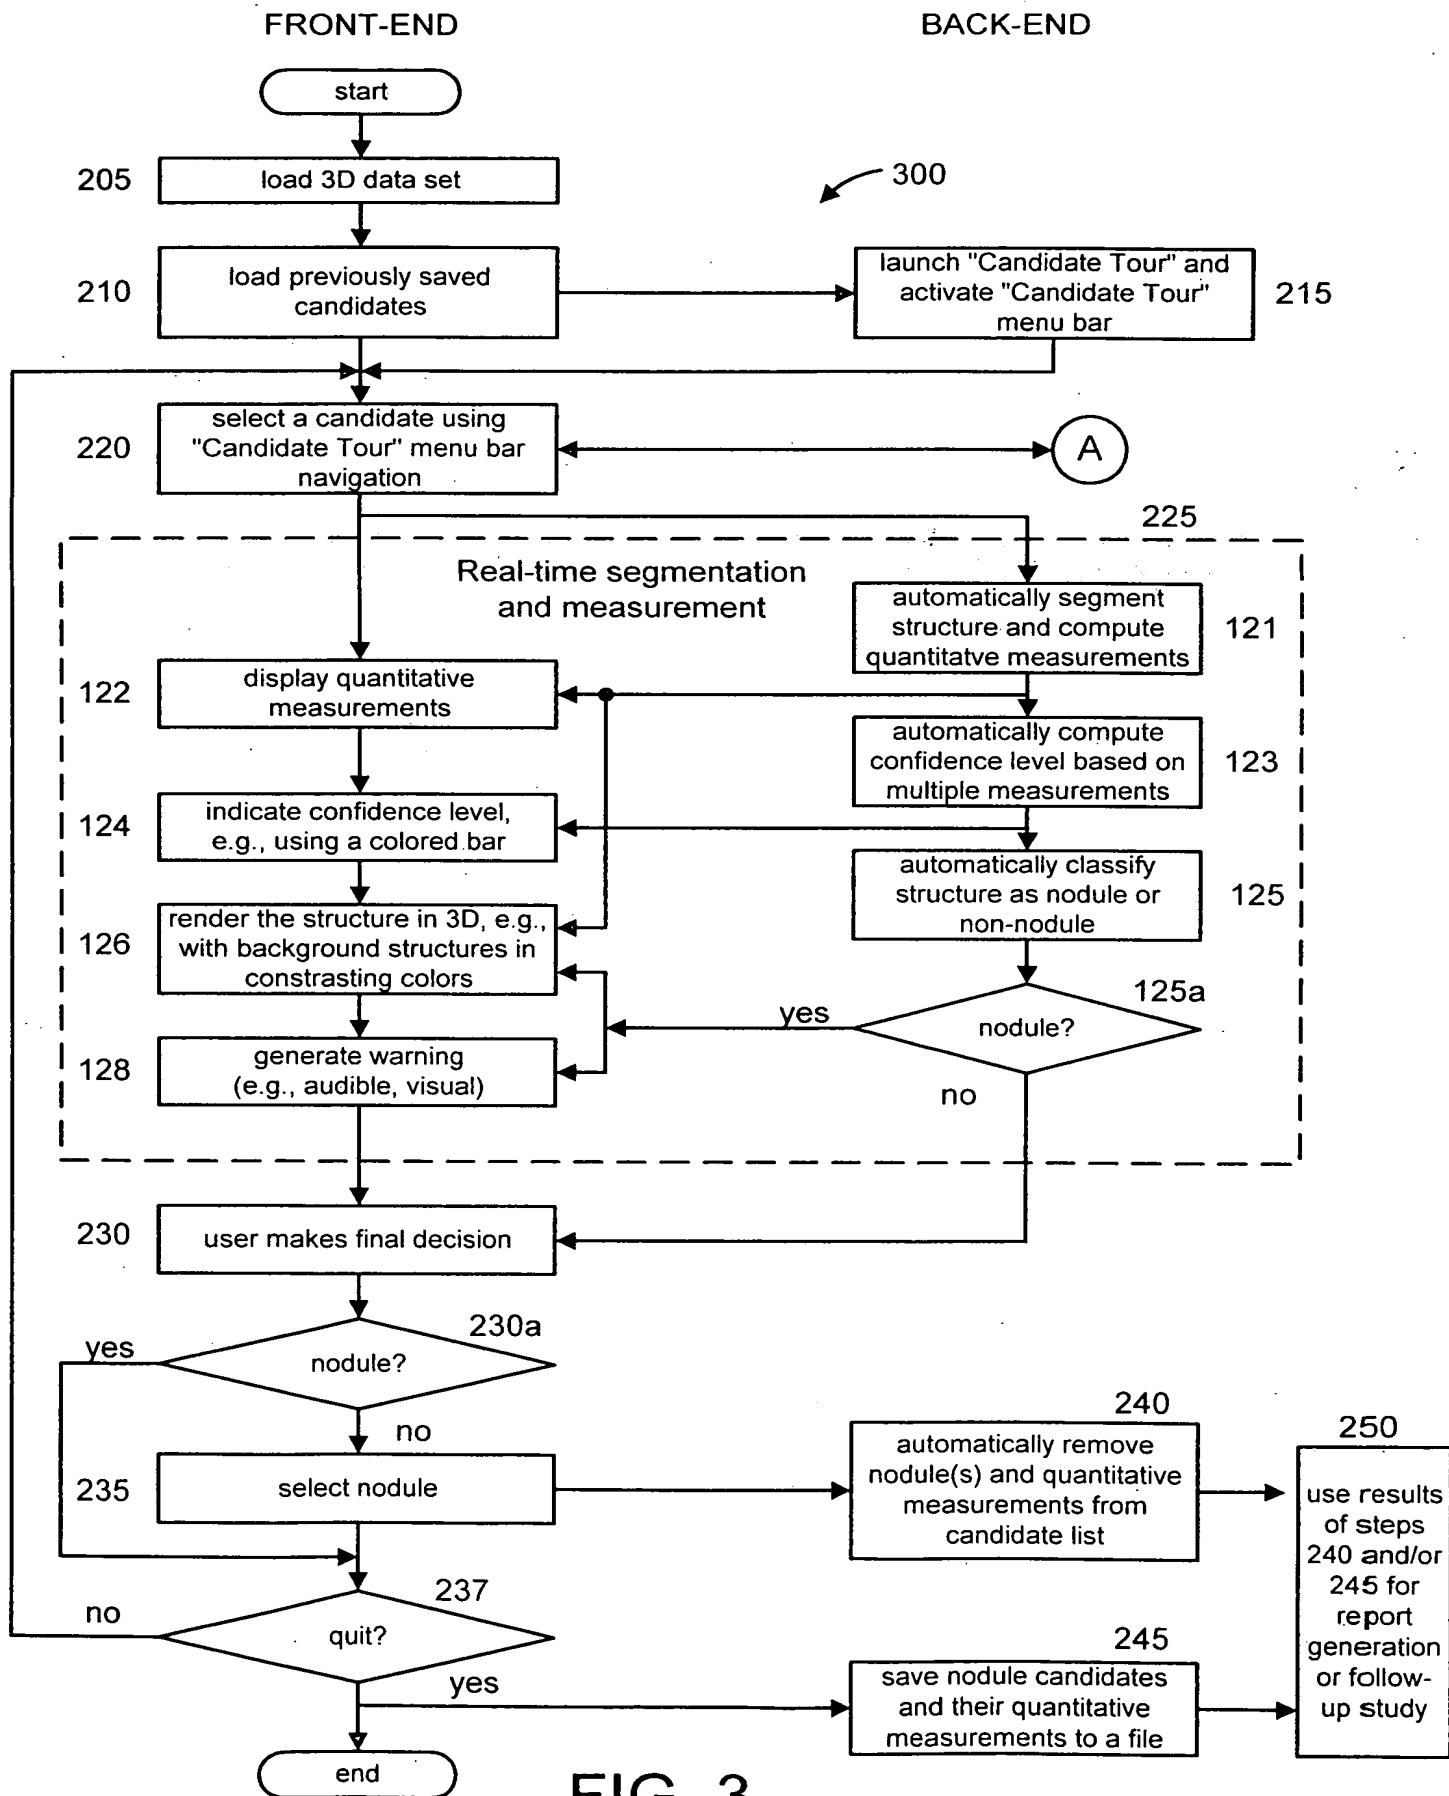 FRONT-END
BACK-END
start
205
load 3D data set
300
210
load previously saved
candidates
launch "Candidate Tour" and
activate "Candidate Tour"
menu bar
215
220
select a candidate using
"Candidate Tour" menu bar
navigation
A
225
Real-time segmentation
and measurement
automatically segment
structure and compute
quantitatve measurements
121
122
display quantitative
measurements
automatically compute
confidence level based on
multiple measurements
123
124
indicate confidence level,
e.g., using a colored bar
automatically classify
structure as nodule or
non-nodule
125
126
render the structure in 3D, e.g.,
with background structures in
constrasting colors
125a
yes
nodule?
no
128
generate warning
(e.g., audible, visual)
230
user makes final decision
230a
yes
nodule?
no
235
select nodule
240
automatically remove
nodule(s) and quantitative
measurements from
candidate list
250
use results
of steps
240 and/or
245 for
report
generation
or follow-
up study
237
no
quit?
yes
245
save nodule candidates
and their quantitative
measurements to a file
end
FIG. 3